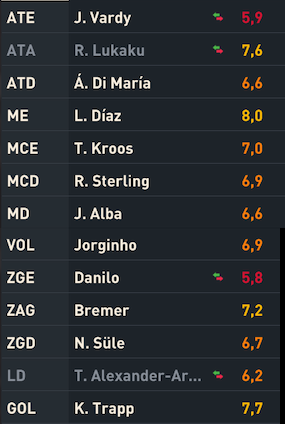 ATE J. Vardy 5,9
ATA R. Lukaku 7,6
ATD Á. Di María 6,6
ME L. Díaz 8,0
MCE T. Kroos 7,0
MCD R. Sterling 6,9
MD J. Alba 6,6
VOL Jorginho 6,9
ZGE Danilo 5,8
ZAG Bremer 7,2
ZGD N. Süle 6,7
LD T. Alexander-Ar... 6,2
GOL K. Trapp 7,7